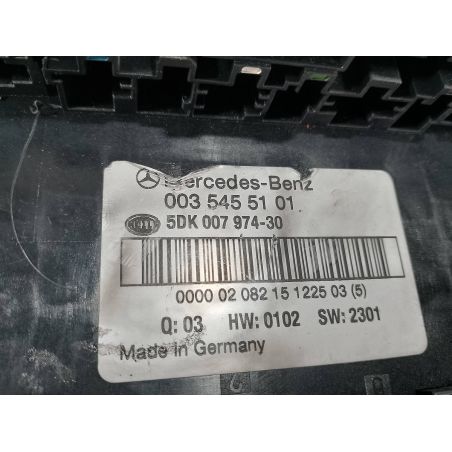 Mercedes-Benz
003 545 51 01
HELLA 5DK 007 974-30
0000 02 082 15 1225 03 (5)
Q: 03 HW: 0102 SW: 2301
Made in Germany